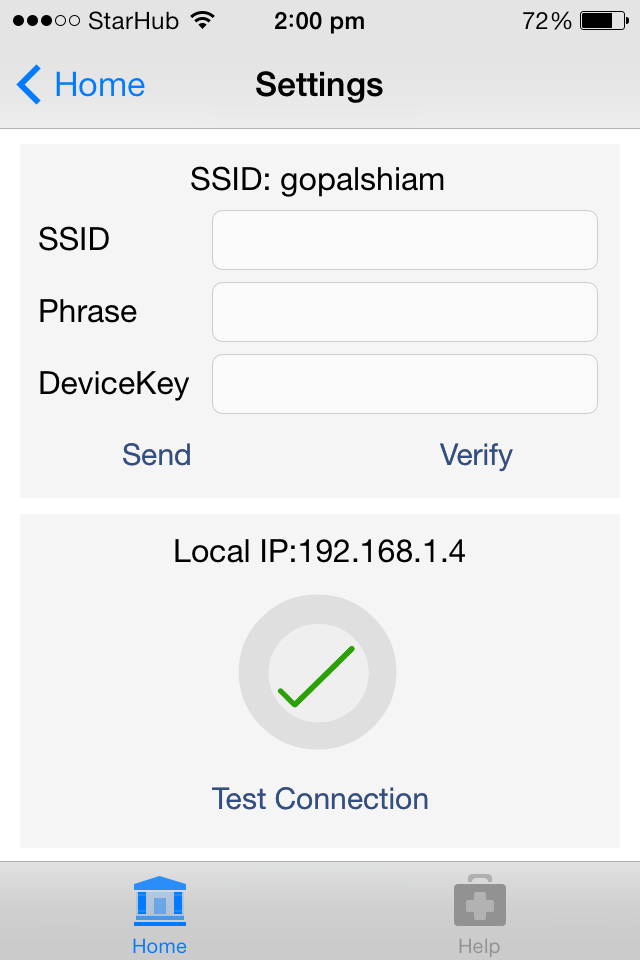 StarHub 2:00 pm 72%
Home Settings
SSID: gopalshiam
SSID
Phrase
DeviceKey
Send Verify
Local IP:192.168.1.4
Test Connection
Home Help